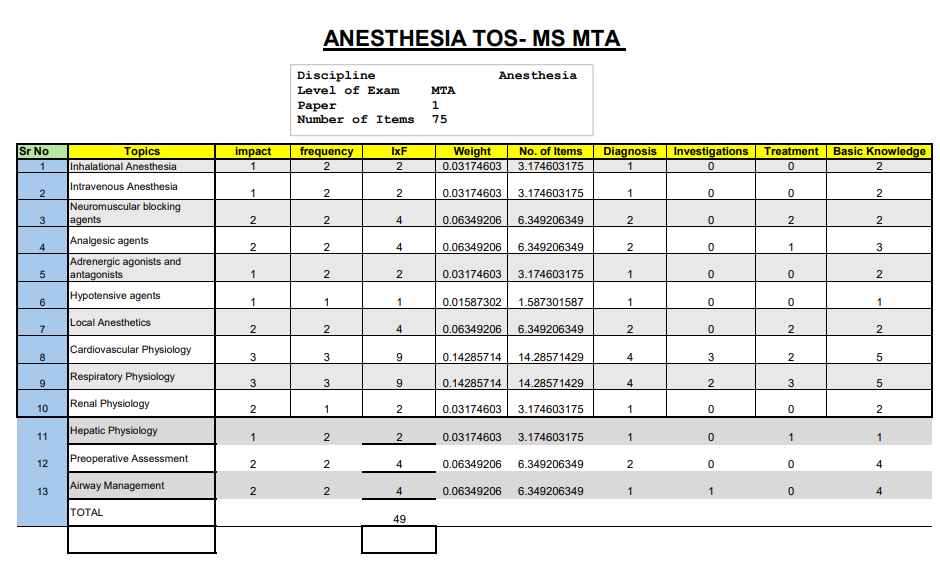 ANESTHESIA TOS- MS MTA
Discipline Anesthesia
Level of Exam MTA
Paper 1
Number of Items 75
Sr No Topics impact frequency IxF Weight No. of Items Diagnosis Investigations Treatment Basic Knowledge
1 Inhalational Anesthesia 1 2 2 0.03174603 3.174603175 1 0 0 2
2 Intravenous Anesthesia 1 2 2 0.03174603 3.174603175 1 0 0 2
3 Neuromuscular blocking
agents 2 2 4 0.06349206 6.349206349 2 0 2 2
4 Analgesic agents 2 2 4 0.06349206 6.349206349 2 0 1 3
5 Adrenergic agonists and
antagonists 1 2 2 0.03174603 3.174603175 1 0 0 2
6 Hypotensive agents 1 1 1 0.01587302 1.587301587 1 0 0 1
7 Local Anesthetics 2 2 4 0.06349206 6.349206349 2 0 2 2
8 Cardiovascular Physiology 3 3 9 0.14285714 14.28571429 4 3 2 5
9 Respiratory Physiology 3 3 9 0.14285714 14.28571429 4 2 3 5
10 Renal Physiology 2 1 2 0.03174603 3.174603175 1 0 0 2
11 Hepatic Physiology 1 2 2 0.03174603 3.174603175 1 0 1 1
12 Preoperative Assessment 2 2 4 0.06349206 6.349206349 2 0 0 4
13 Airway Management 2 2 4 0.06349206 6.349206349 1 1 0 4
TOTAL 49